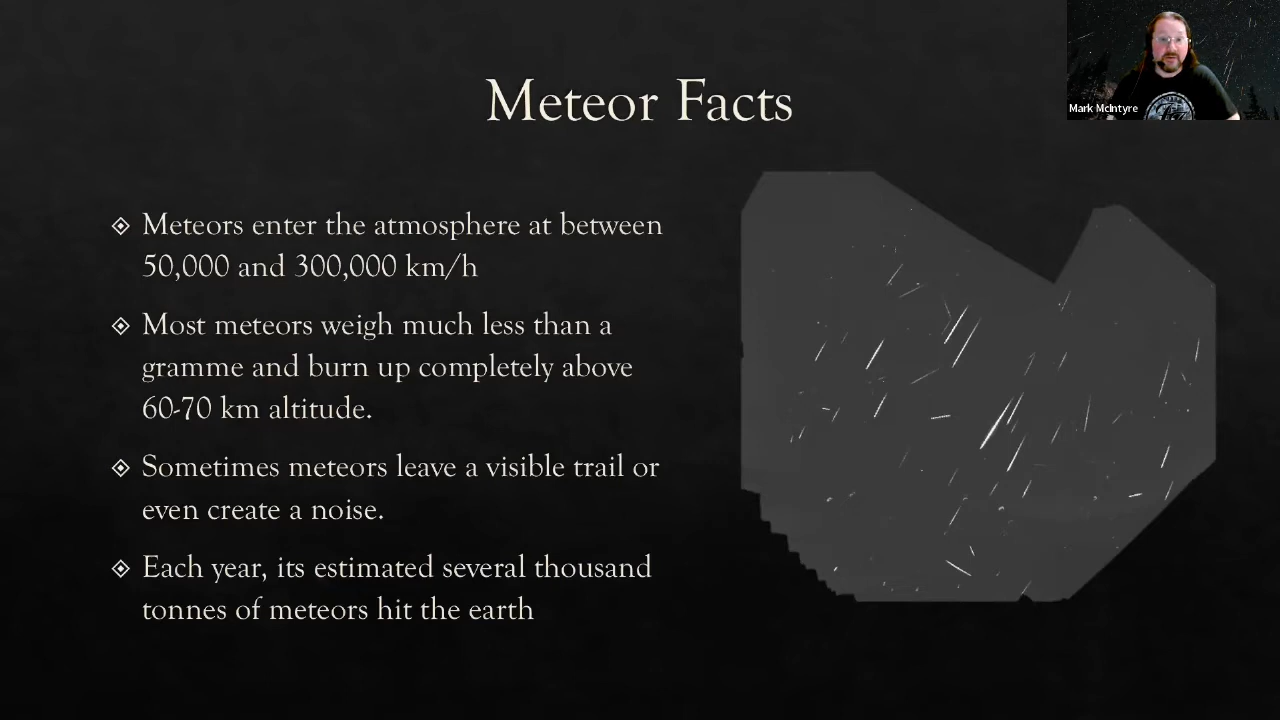 Meteor Facts
Mark McIntyre
Meteors enter the atmosphere at between
50,000 and 300,000 km/h
Most meteors weigh much less than a
gramme and burn up completely above
60-70 km altitude.
Sometimes meteors leave a visible trail or
even create a noise.
Each year, its estimated several thousand
tonnes of meteors hit the earth